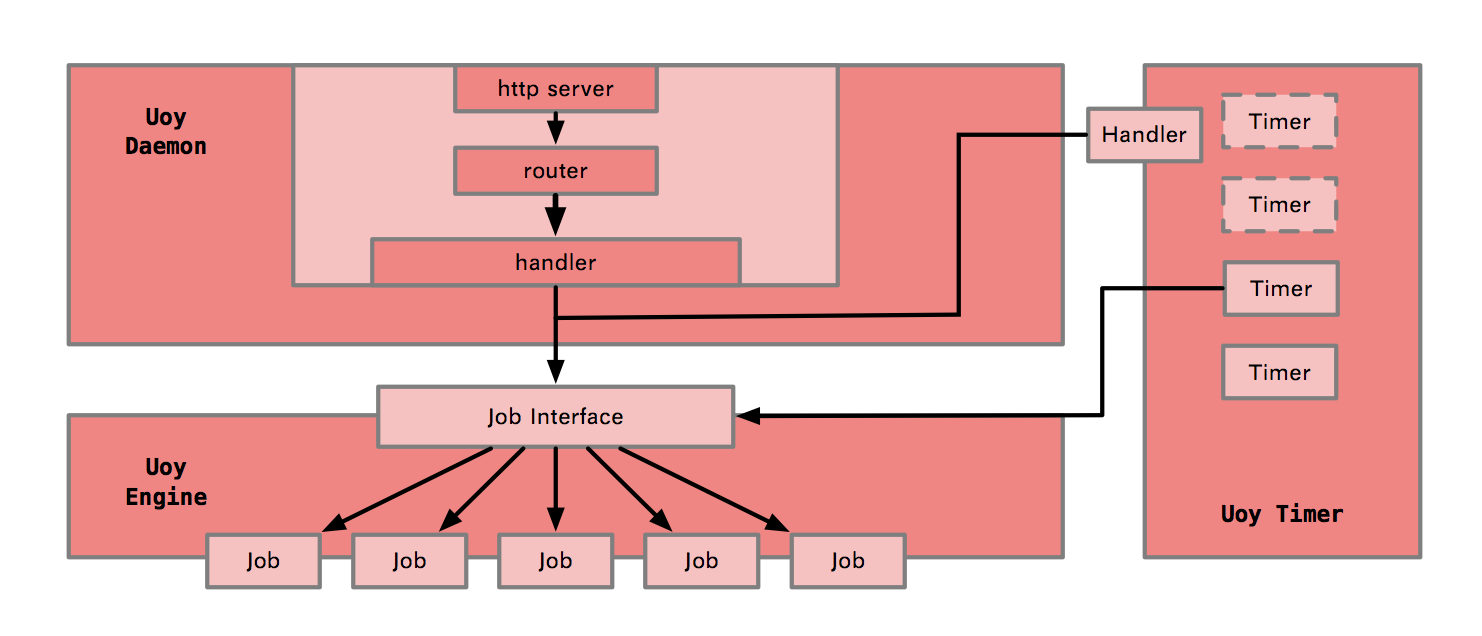 Uoy
Daemon
http server
router
handler
Handler
Timer
Timer
Timer
Timer
Uoy Timer
Job Interface
Uoy
Engine
Job
Job
Job
Job
Job